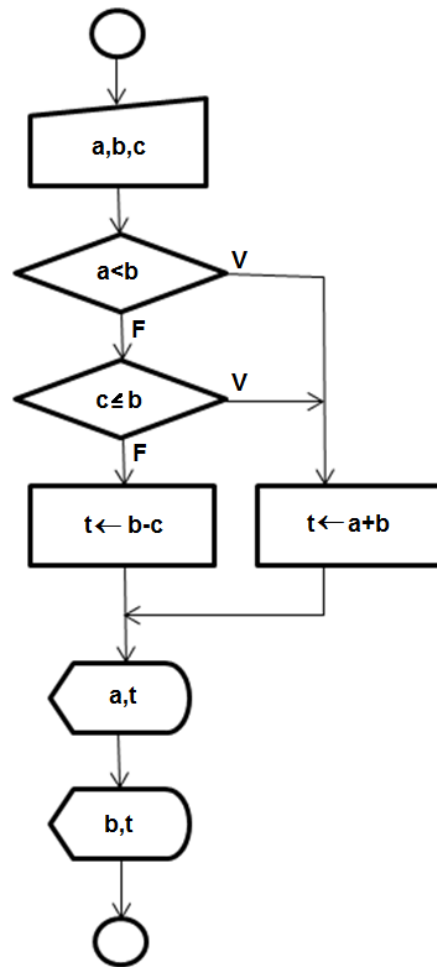 a,b,c
a<b
V
F
c≤b
V
F
t←b-c
t←a+b
a,t
b,t